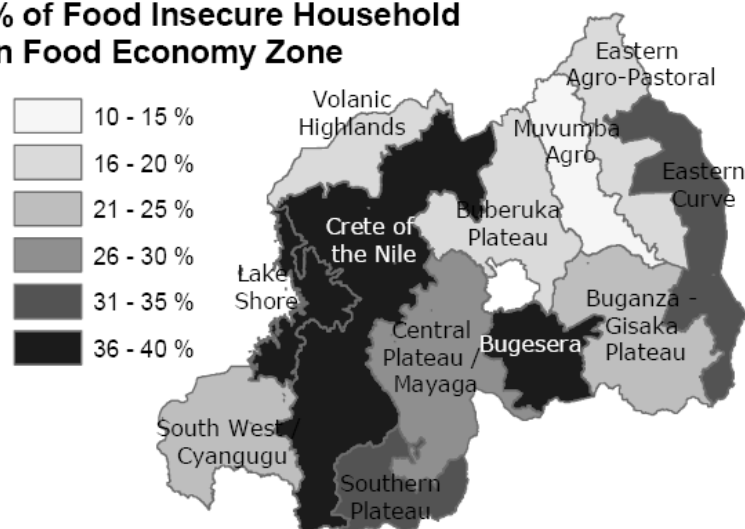 % of Food Insecure Household
n Food Economy Zone
10 - 15 %
16 - 20 %
21 - 25 %
26 - 30 %
31 - 35 %
36 - 40 %
Eastern
Agro-Pastoral
Volanic
Highlands
Muvumba
Agro
Eastern
Curve
Buberuka
Plateau
Crete of
the Nile
Lake
Shore
Buganza -
Gisaka
Plateau
Central
Plateau /
Mayaga
Bugesera
South West /
Cyangugu
Southern
Plateau